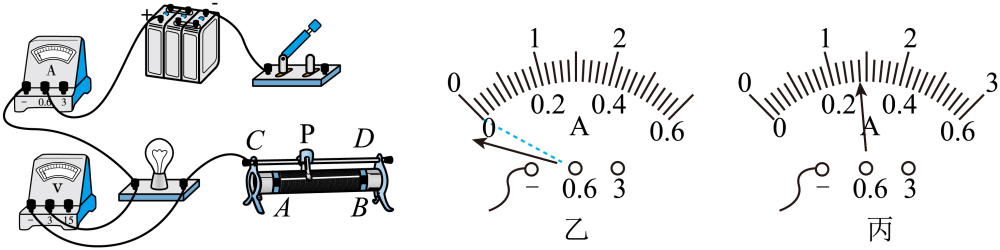 + -
A
- 0.6 3
C P D
V
- 3 15
A B
0 1 2
0 0.2 0.4 0.6
A
- 0.6 3
乙
0 1 2 3
0 0.2 0.4 0.6
A
- 0.6 3
丙